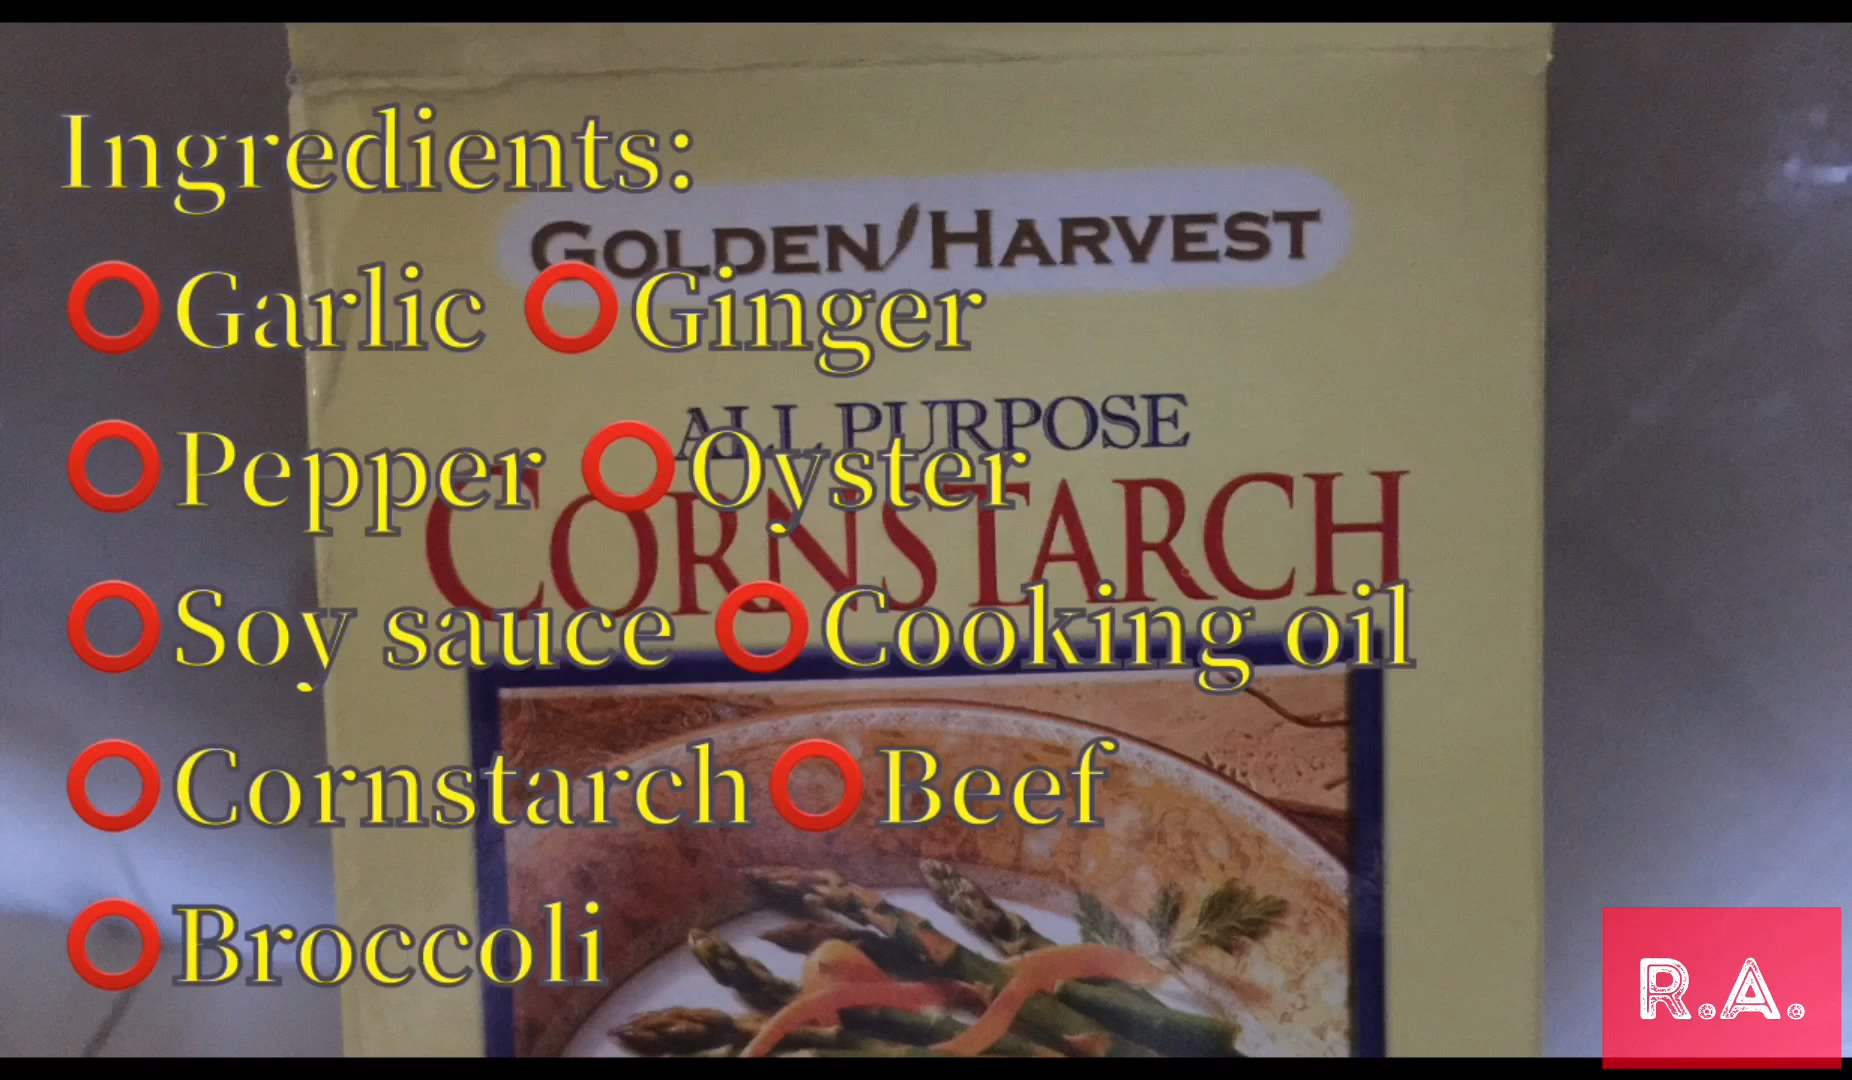 Ingredients:
GOLDEN HARVEST
⭕Garlic ⭕Ginger
ALL PURPOSE
⭕Pepper ⭕Oyster
CORNSTARCH
⭕Soy sauce ⭕Cooking oil
⭕Cornstarch ⭕Beef
⭕Broccoli
R.A.